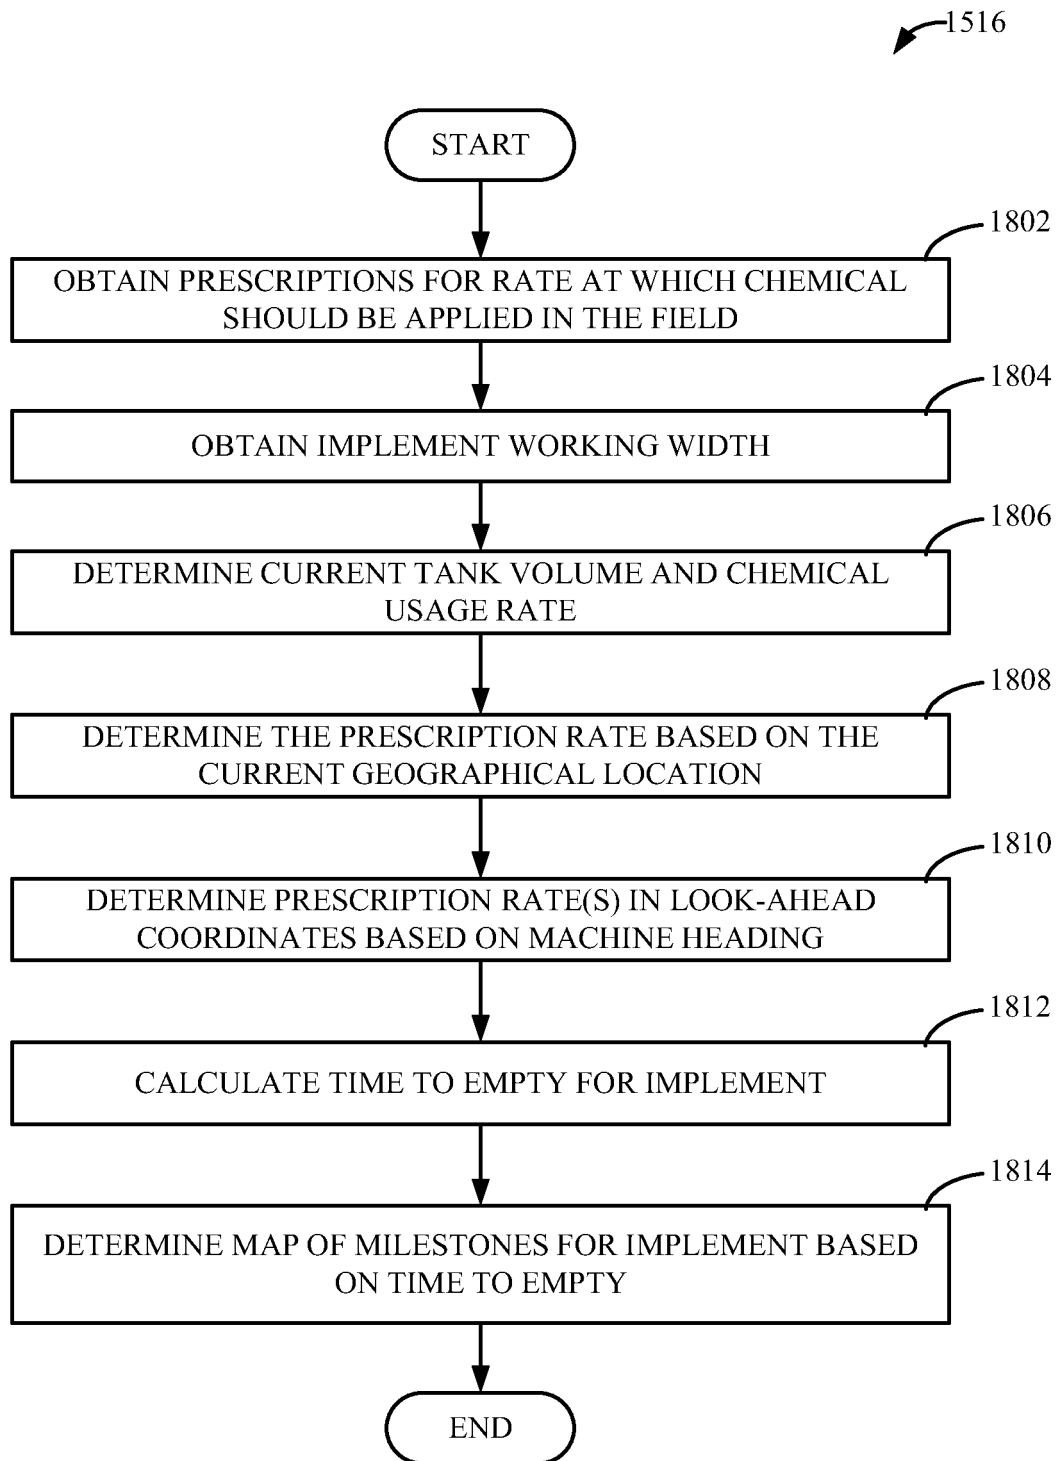 1516
START
1802
OBTAIN PRESCRIPTIONS FOR RATE AT WHICH CHEMICAL
SHOULD BE APPLIED IN THE FIELD
1804
OBTAIN IMPLEMENT WORKING WIDTH
1806
DETERMINE CURRENT TANK VOLUME AND CHEMICAL
USAGE RATE
1808
DETERMINE THE PRESCRIPTION RATE BASED ON THE
CURRENT GEOGRAPHICAL LOCATION
1810
DETERMINE PRESCRIPTION RATE(S) IN LOOK-AHEAD
COORDINATES BASED ON MACHINE HEADING
1812
CALCULATE TIME TO EMPTY FOR IMPLEMENT
1814
DETERMINE MAP OF MILESTONES FOR IMPLEMENT BASED
ON TIME TO EMPTY
END